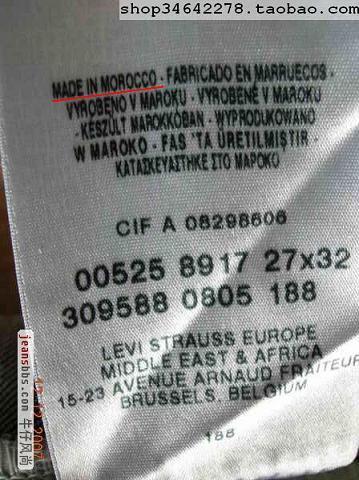 shop34642278.taobao.com
MADE IN MOROCCO - FABRICADO EN MARRUECOS -
VYROBENO V MAROKU - VYROBENÉ V MAROKU
- KÉSZÜLT MAROKKÓBAN - WYPRODUKOWANO
W MAROKO - FAS 'TA ÜRETILMISTIR -
ΚΑΤΑΣΚΕΥΑΣΤΗΚΕ ΣΤΟ ΜΑΡΟΚΟ
CIF A 08298606
00525 8917 27x32
309588 0805 188
LEVI STRAUSS EUROPE
MIDDLE EAST & AFRICA
15-23 AVENUE ARNAUD FRAITEUR
BRUSSELS, BELGIUM
188
jeansbbs.com 牛仔风尚